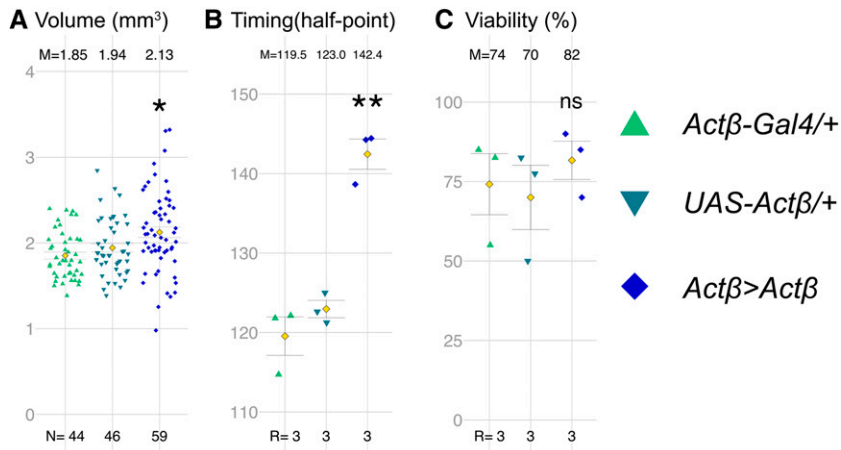 A Volume (mm³)
M=1.85 1.94 2.13
4
3
2
1
0
*
N= 44 46 59
B Timing(half-point)
M=119.5 123.0 142.4
150
140
130
120
110
**
R= 3 3 3
C Viability (%)
M=74 70 82
100
75
50
25
0
ns
R= 3 3 3
Actβ-Gal4/+
UAS-Actβ/+
Actβ>Actβ